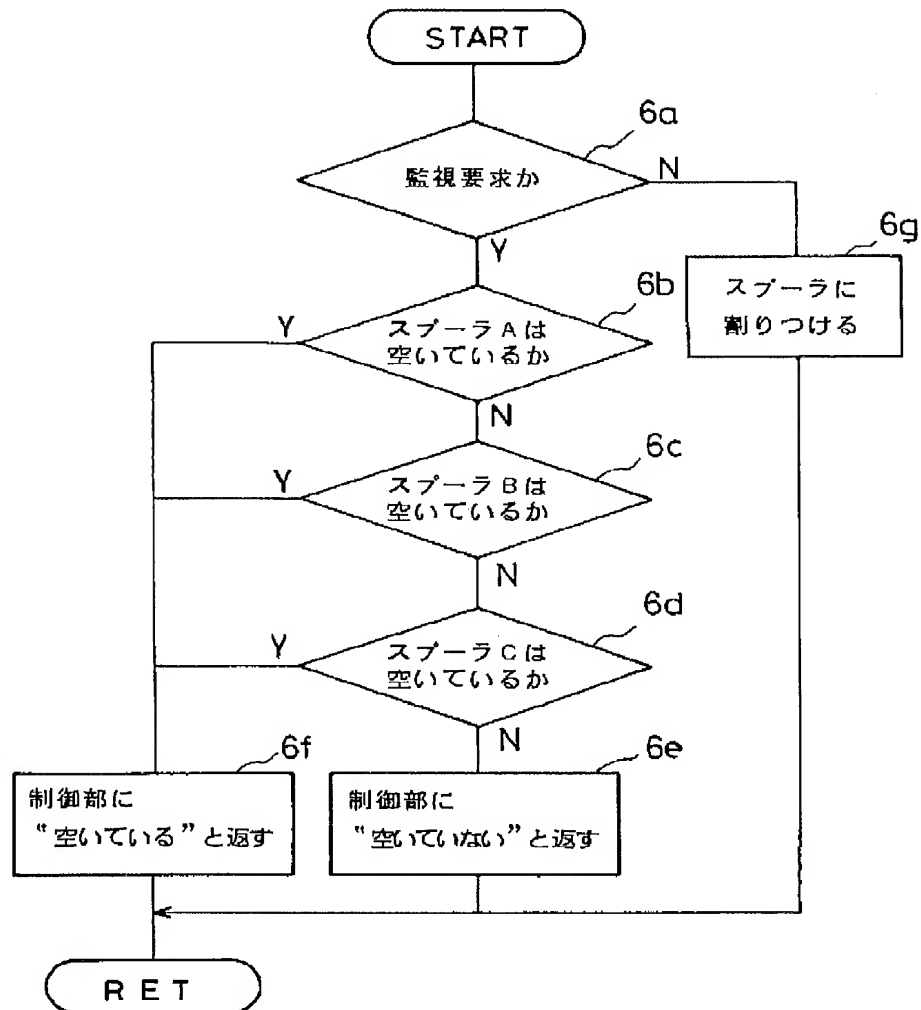 START
6a
監視要求か
N
Y
6g
スプーラに
割りつける
6b
Y
スプーラAは
空いているか
N
6c
Y
スプーラBは
空いているか
N
6d
Y
スプーラCは
空いているか
N
6f
制御部に
“空いている”と返す
6e
制御部に
“空いていない”と返す
RET